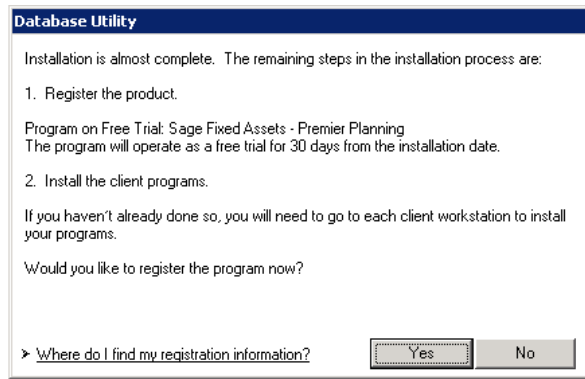 Database Utility
Installation is almost complete.  The remaining steps in the installation process are:
1.  Register the product.
Program on Free Trial: Sage Fixed Assets - Premier Planning
The program will operate as a free trial for 30 days from the installation date.
2.  Install the client programs.
If you haven't already done so, you will need to go to each client workstation to install
your programs.
Would you like to register the program now?
Where do I find my registration information?
Yes
No